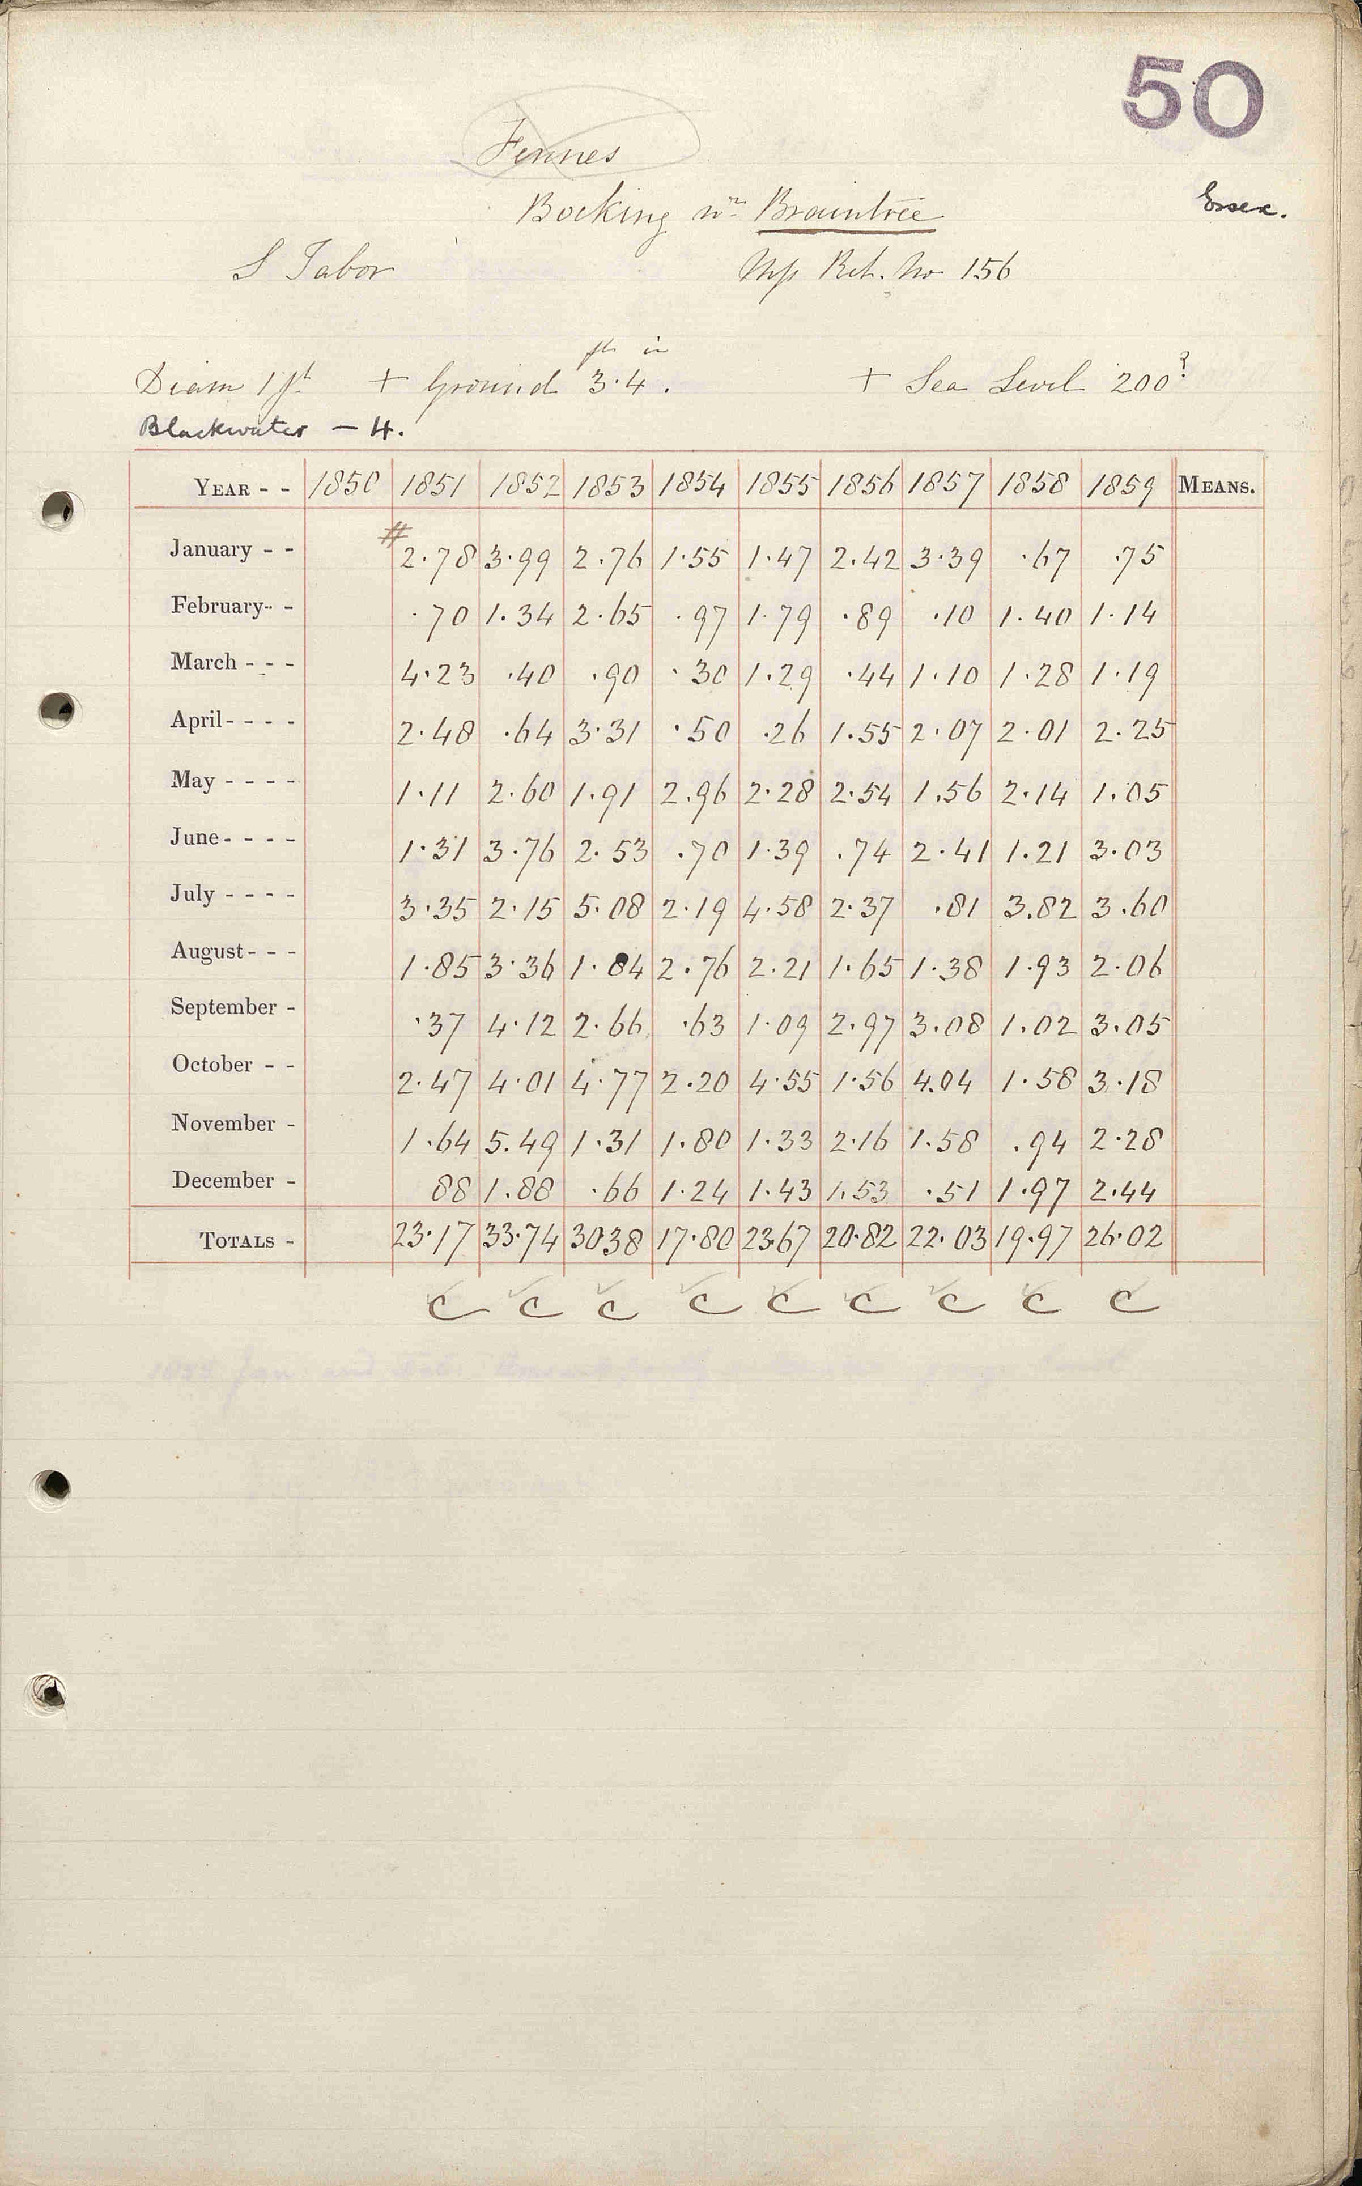 50
Fennes
Bocking nr Braintree
Essex.
S Tabor
Ret. No 156
ft in
Diam 1 ft + Ground 3.4. + Sea Level 200?
Blackwater - 4.
YEAR - - 1850 1851 1852 1853 1854 1855 1856 1857 1858 1859 MEANS.
January - - # 2.78 3.99 2.76 1.55 1.47 2.42 3.39 .67 .75
February - - .70 1.34 2.65 .97 1.79 .89 .10 1.40 1.14
March - - - 4.23 .40 .90 .30 1.29 .44 1.10 1.28 1.19
April - - - - 2.48 .64 3.31 .50 .26 1.55 2.07 2.01 2.25
May - - - - 1.11 2.60 1.91 2.96 2.28 2.54 1.56 2.14 1.05
June - - - - 1.31 3.76 2.53 .70 1.39 .74 2.41 1.21 3.03
July - - - - 3.35 2.15 5.08 2.19 4.58 2.37 .81 3.82 3.60
August - - - 1.85 3.36 1.84 2.76 2.21 1.65 1.38 1.93 2.06
September - .37 4.12 2.66 .63 1.09 2.97 3.08 1.02 3.05
October - - 2.47 4.01 4.77 2.20 4.55 1.56 4.04 1.58 3.18
November - 1.64 5.49 1.31 1.80 1.33 2.16 1.58 .94 2.28
December - 88 1.88 .66 1.24 1.43 1.53 .51 1.97 2.44
TOTALS - 23.17 33.74 30.38 17.80 23.67 20.82 22.03 19.97 26.02
C C C C C C C C C